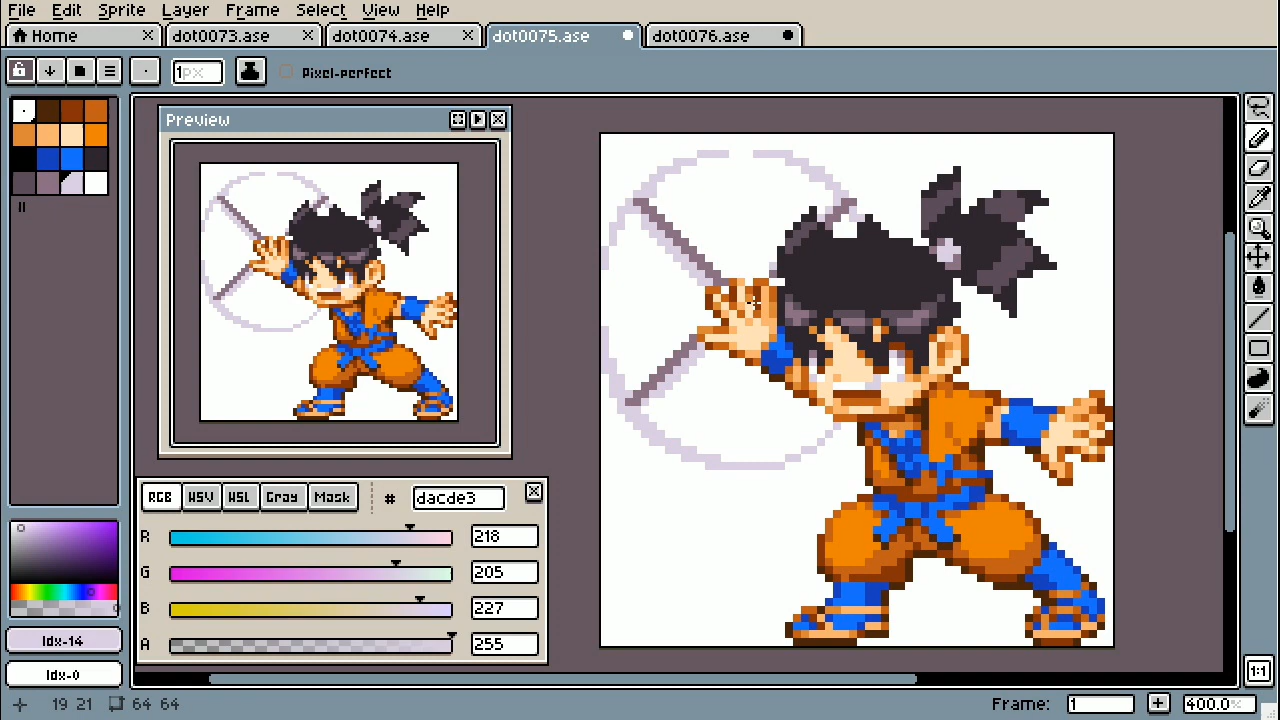 File Edit Sprite Layer Frame Select View Help
Home dot0073.ase dot0074.ase dot0075.ase dot0076.ase
1px Pixel-perfect
Preview
RGB HSV HSL Gray Mask # dacde3
R 218
G 205
B 227
A 255
Idx-14
Idx-0
1:1
19 21 64 64 Frame: 1 400.0%